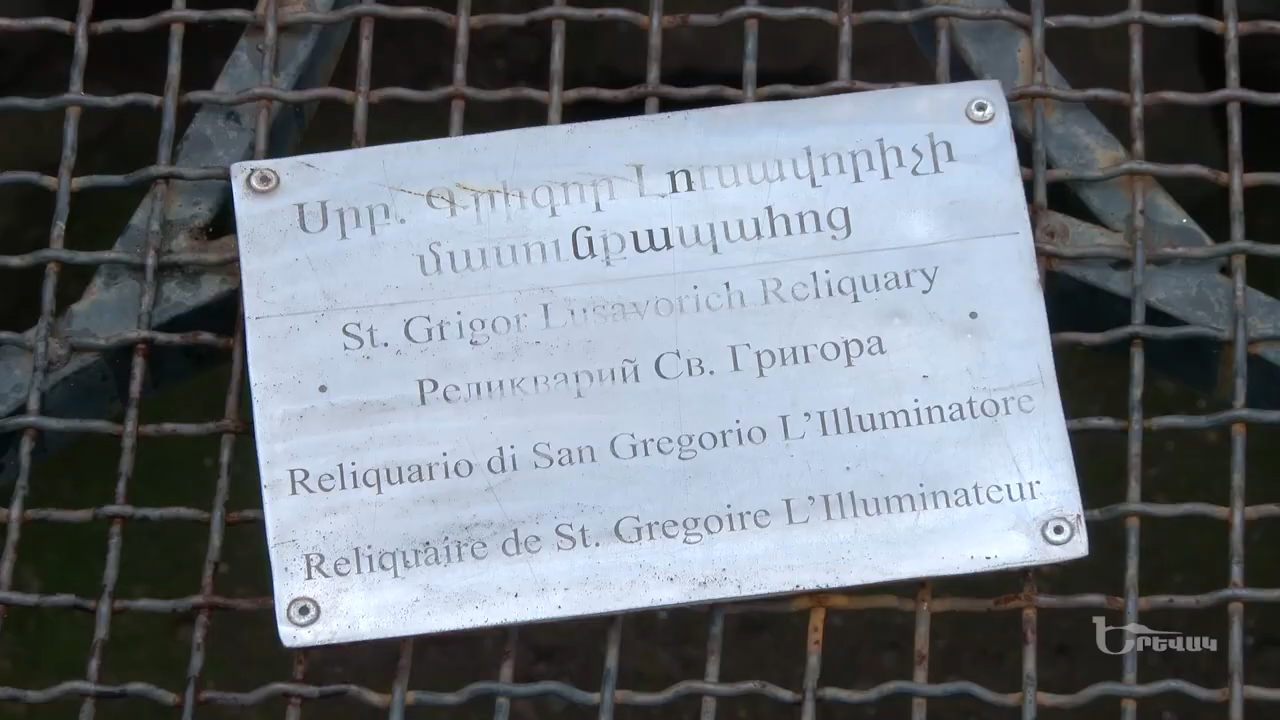 Սրբ. Գրիգոր Լուսավորիչի
մասունքապահոց
St. Grigor Lusavorich Reliquary
Реликварий Св. Григора
Reliquario di San Gregorio L’Illuminatore
Reliquaire de St. Gregoire L’Illuminateur
ԵՐԵՎԱԿ